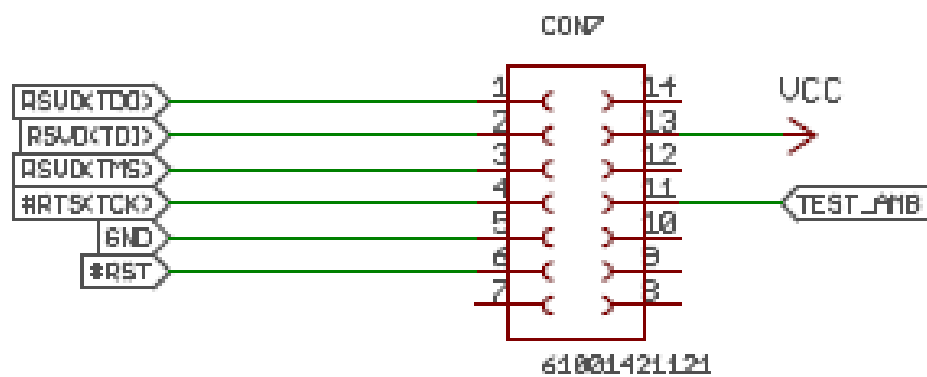 CON7
RSVD(TDO) 1 14 VCC
RSVD(TDI) 2 13
RSVD(TMS) 3 12
#RTS(TCK) 4 11 TEST_AMB
GND 5 10
#RST 6 9
7 8
61001421121